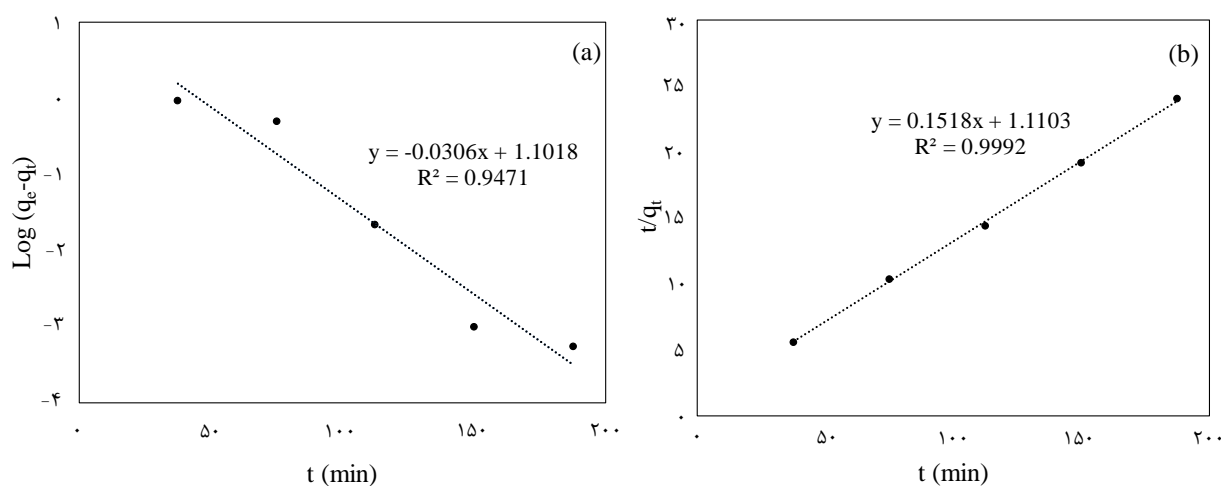 (a)
Log (qe-qt)
۱
۰
-۱
-۲
-۳
-۴
y = -0.0306x + 1.1018
R² = 0.9471
۰ ۵۰ ۱۰۰ ۱۵۰ ۲۰۰
t (min)
(b)
t/qt
۳۰
۲۵
۲۰
۱۵
۱۰
۵
۰
y = 0.1518x + 1.1103
R² = 0.9992
۰ ۵۰ ۱۰۰ ۱۵۰ ۲۰۰
t (min)